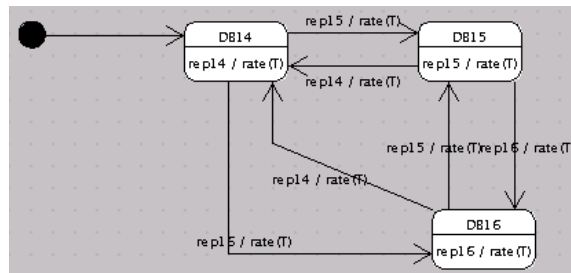 rep15 / rate(T)
DB14
DB15
rep14 / rate(T)
rep15 / rate(T)
rep14 / rate(T)
rep15 / rate(T)
rep16 / rate(T
rep14 / rate(T)
DB16
rep16 / rate(T)
rep16 / rate(T)